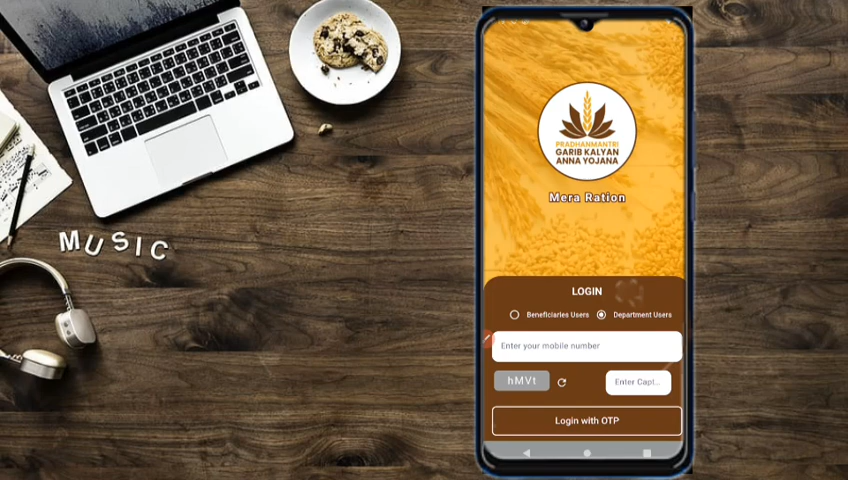 MUSIC
PRADHANMANTRI
GARIB KALYAN
ANNA YOJANA
Mera Ration
LOGIN
Beneficiaries Users
Department Users
Enter your mobile number
hMVt
Enter Capt...
Login with OTP